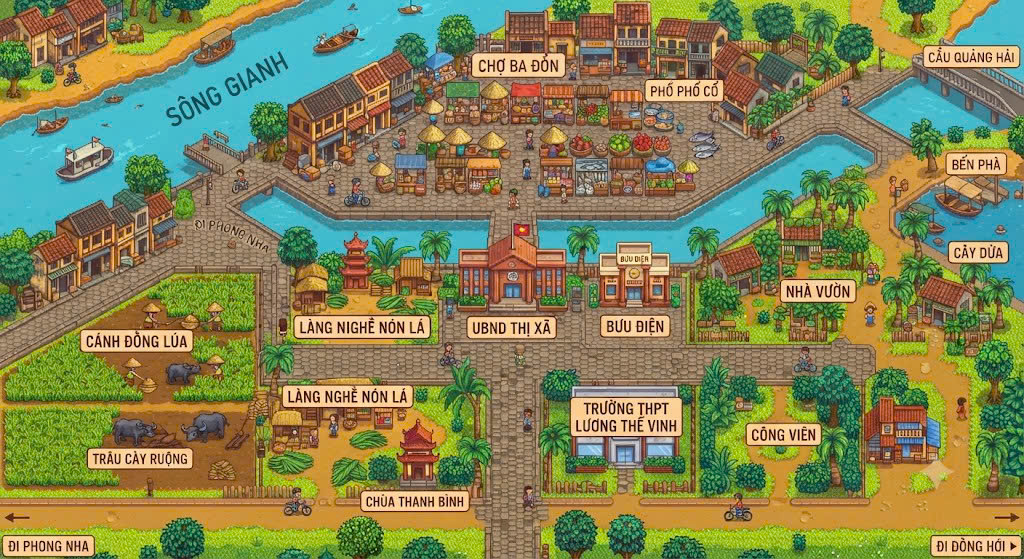 SÔNG GIANH
CHỢ BA ĐỒN
PHỐ PHỐ CỔ
CẦU QUẢNG HẢI
BẾN PHÀ
ĐI PHONG NHA
CÂY DỪA
BƯU ĐIỆN
NHÀ VƯỜN
LÀNG NGHỀ NÓN LÁ
UBND THỊ XÃ
BƯU ĐIỆN
CÁNH ĐỒNG LÚA
LÀNG NGHỀ NÓN LÁ
TRƯỜNG THPT
LƯƠNG THẾ VINH
CÔNG VIÊN
TRÂU CÀY RUỘNG
CHÙA THANH BÌNH
ĐI PHONG NHA
ĐI ĐỒNG HỚI